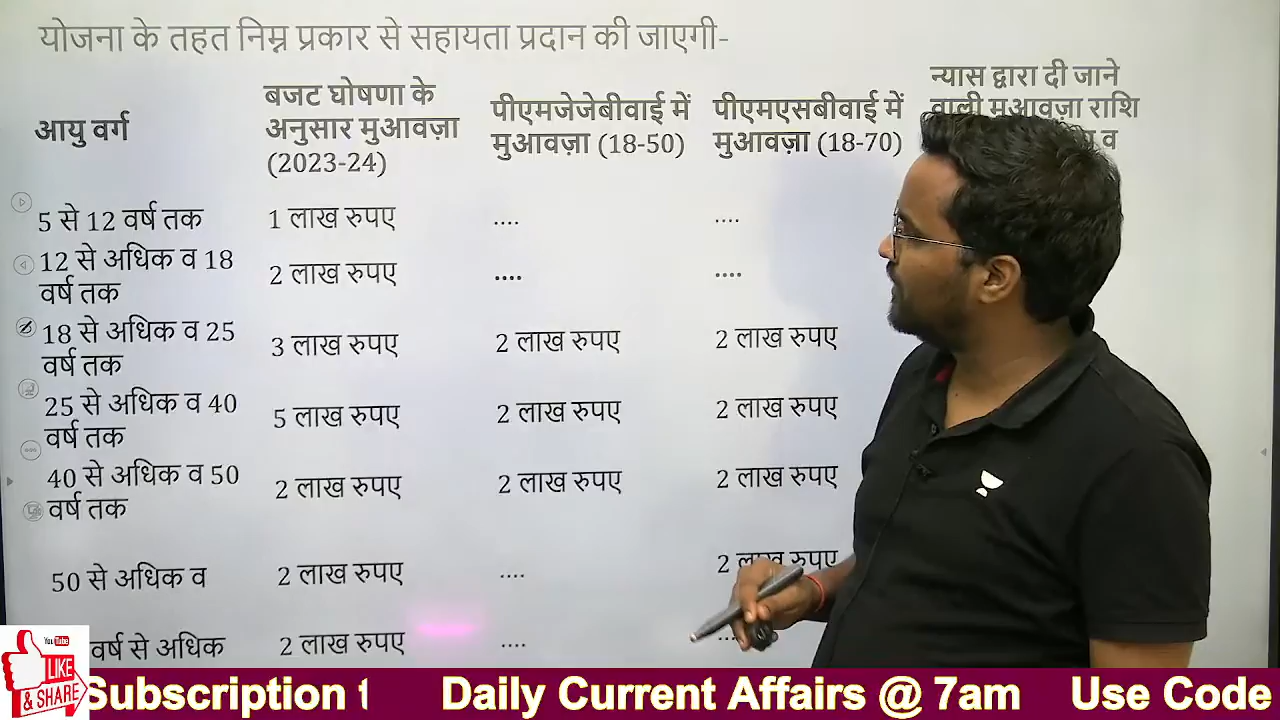 योजना के तहत निम्न प्रकार से सहायता प्रदान की जाएगी-
आयु वर्ग
बजट घोषणा के
अनुसार मुआवज़ा
(2023-24)
पीएमजेजेबीवाई में
मुआवज़ा (18-50)
पीएमएसबीवाई में
मुआवज़ा (18-70)
न्यास द्वारा दी जाने
वाली मुआवज़ा राशि
व
5 से 12 वर्ष तक
1 लाख रुपए
....
....
12 से अधिक व 18
वर्ष तक
2 लाख रुपए
....
....
18 से अधिक व 25
वर्ष तक
3 लाख रुपए
2 लाख रुपए
2 लाख रुपए
25 से अधिक व 40
वर्ष तक
5 लाख रुपए
2 लाख रुपए
2 लाख रुपए
40 से अधिक व 50
वर्ष तक
2 लाख रुपए
2 लाख रुपए
2 लाख रुपए
50 से अधिक व
2 लाख रुपए
....
2 लाख रुपए
वर्ष से अधिक
2 लाख रुपए
....
....
YouTube
LIKE
& SHARE
Subscription t
Daily Current Affairs @ 7am
Use Code